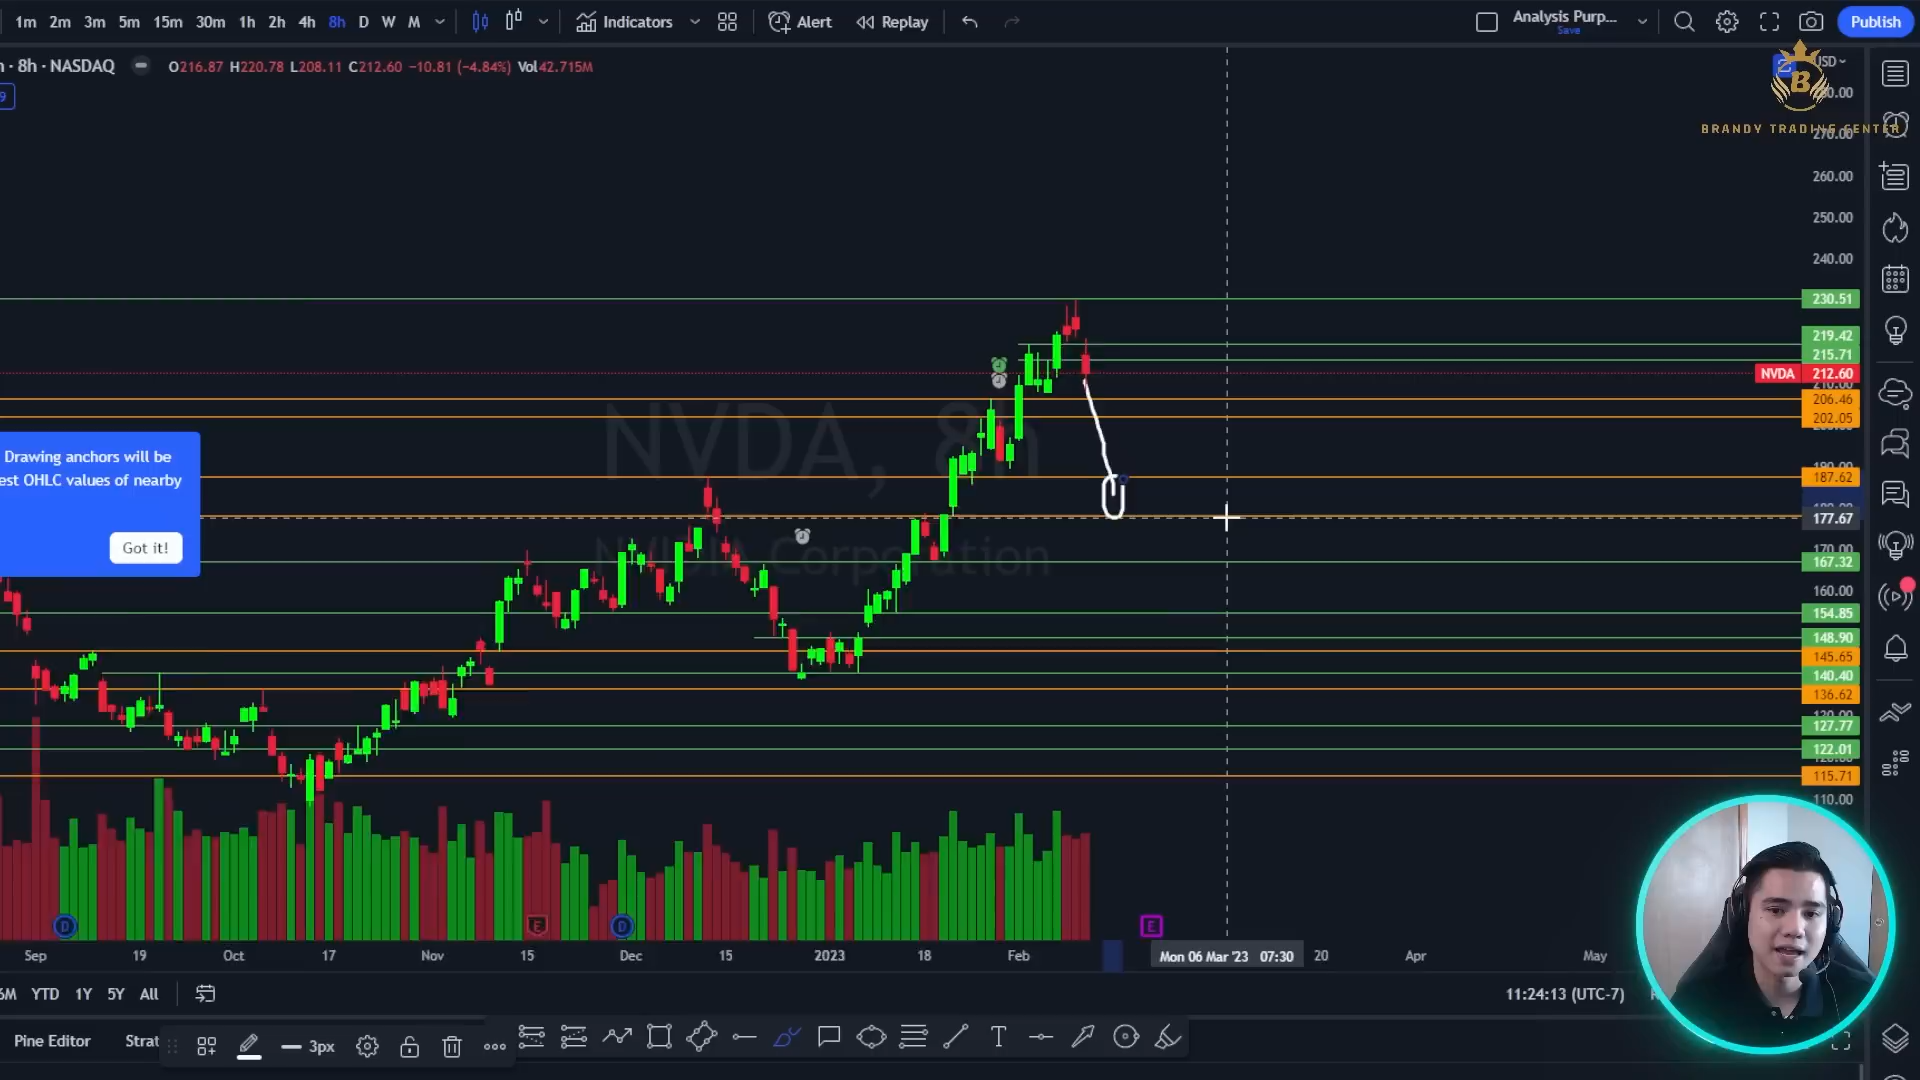 1m 2m 3m 5m 15m 30m 1h 2h 4h 8h D W M Indicators Alert Replay Analysis Purp... Save Publish
· 8h · NASDAQ O216.87 H220.78 L208.11 C212.60 −10.81 (−4.84%) Vol42.715M
USD
B
BRANDY TRADING CENTER
270.00
260.00
250.00
240.00
230.51
219.42
215.71
NVDA 212.60
210.00
206.46
202.05
190.00
187.62
177.67
170.00
167.32
160.00
154.85
148.90
145.65
140.40
136.62
127.77
122.01
115.71
110.00
NVDA, 8h
NVIDIA Corporation
Drawing anchors will be
est OHLC values of nearby
Got it!
D E D E
Sep 19 Oct 17 Nov 15 Dec 15 2023 18 Feb Mon 06 Mar '23 07:30 20 Apr May
6M YTD 1Y 5Y All 11:24:13 (UTC-7)
Pine Editor Strat 3px